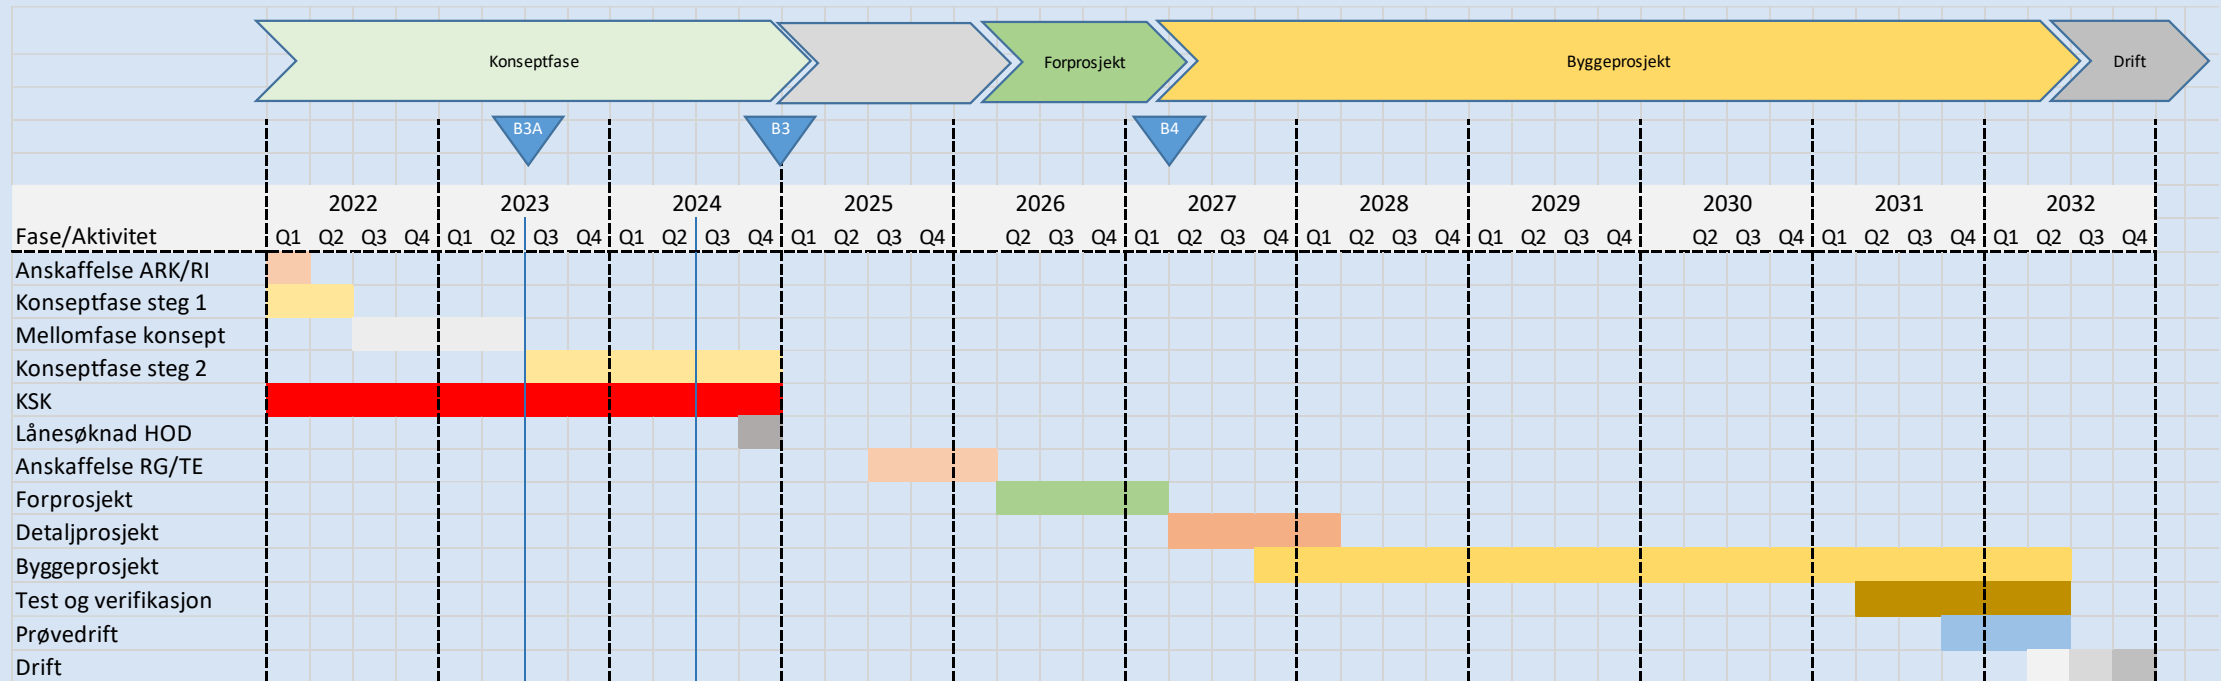 Konseptfase Forprosjekt Byggeprosjekt Drift
B3A B3 B4
2022 2023 2024 2025 2026 2027 2028 2029 2030 2031 2032
Fase/Aktivitet Q1 Q2 Q3 Q4 Q1 Q2 Q3 Q4 Q1 Q2 Q3 Q4 Q1 Q2 Q3 Q4 Q2 Q3 Q4 Q1 Q2 Q3 Q4 Q1 Q2 Q3 Q4 Q1 Q2 Q3 Q4 Q2 Q3 Q4 Q1 Q2 Q3 Q4 Q1 Q2 Q3 Q4
Anskaffelse ARK/RI
Konseptfase steg 1
Mellomfase konsept
Konseptfase steg 2
KSK
Lånesøknad HOD
Anskaffelse RG/TE
Forprosjekt
Detaljprosjekt
Byggeprosjekt
Test og verifikasjon
Prøvedrift
Drift